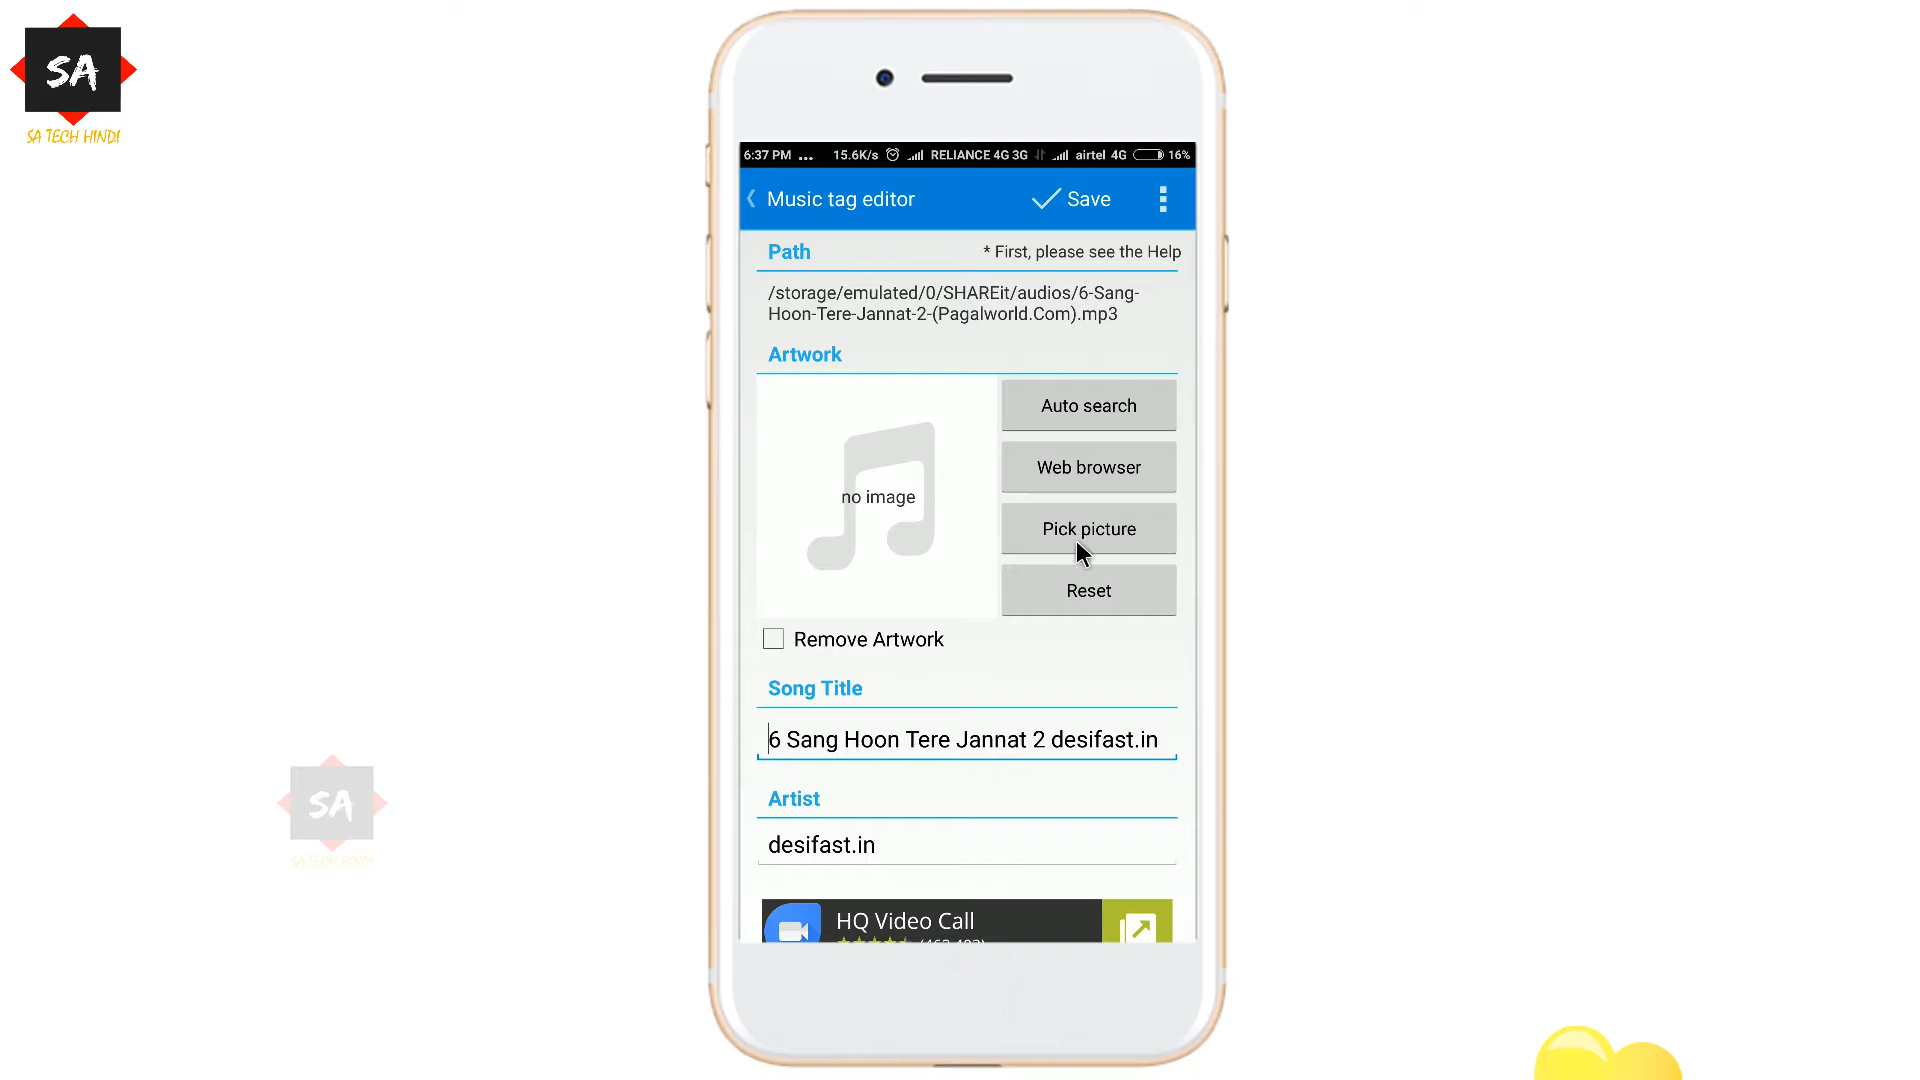 SA
SA TECH HINDI
6:37 PM ... 15.6K/s RELIANCE 4G 3G airtel 4G 16%
Music tag editor Save
Path * First, please see the Help
/storage/emulated/0/SHAREit/audios/6-Sang-
Hoon-Tere-Jannat-2-(Pagalworld.Com).mp3
Artwork
no image
Auto search
Web browser
Pick picture
Reset
Remove Artwork
Song Title
6 Sang Hoon Tere Jannat 2 desifast.in
Artist
desifast.in
HQ Video Call
SA
SA TECH HINDI